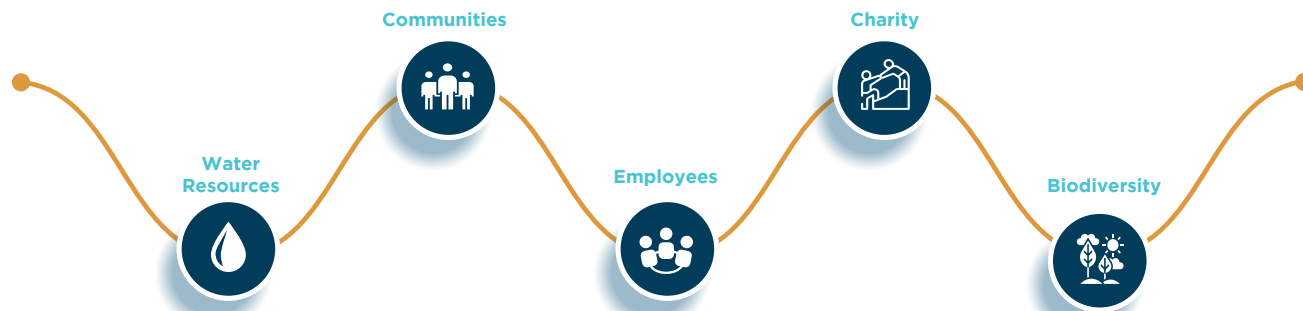 Communities
Charity
Water
Resources
Employees
Biodiversity